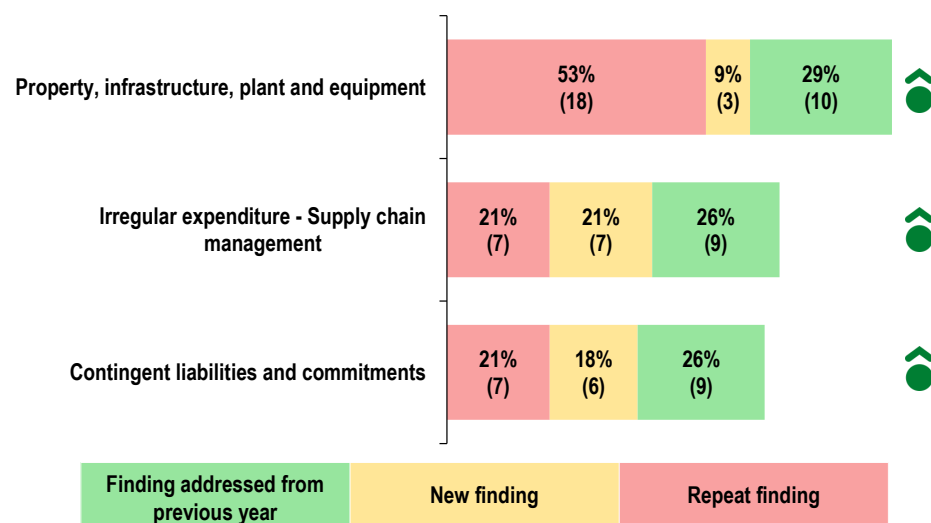 Property, infrastructure, plant and equipment
53%
(18)
9%
(3)
29%
(10)
Irregular expenditure - Supply chain
management
21%
(7)
21%
(7)
26%
(9)
Contingent liabilities and commitments
21%
(7)
18%
(6)
26%
(9)
Finding addressed from
previous year
New finding
Repeat finding